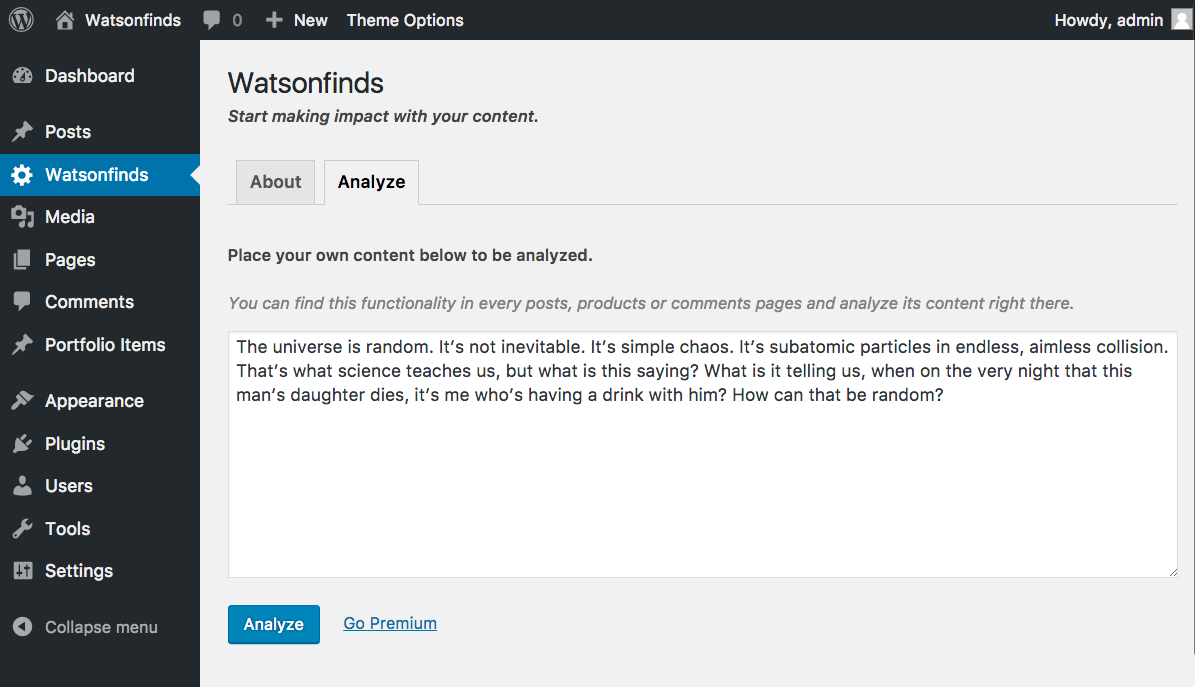 Watsonfinds 0 New Theme Options Howdy, admin
Dashboard
Posts
Watsonfinds
Media
Pages
Comments
Portfolio Items
Appearance
Plugins
Users
Tools
Settings
Collapse menu
Watsonfinds
Start making impact with your content.
About Analyze
Place your own content below to be analyzed.
You can find this functionality in every posts, products or comments pages and analyze its content right there.
The universe is random. It’s not inevitable. It’s simple chaos. It’s subatomic particles in endless, aimless collision.
That’s what science teaches us, but what is this saying? What is it telling us, when on the very night that this
man’s daughter dies, it’s me who’s having a drink with him? How can that be random?
Analyze Go Premium